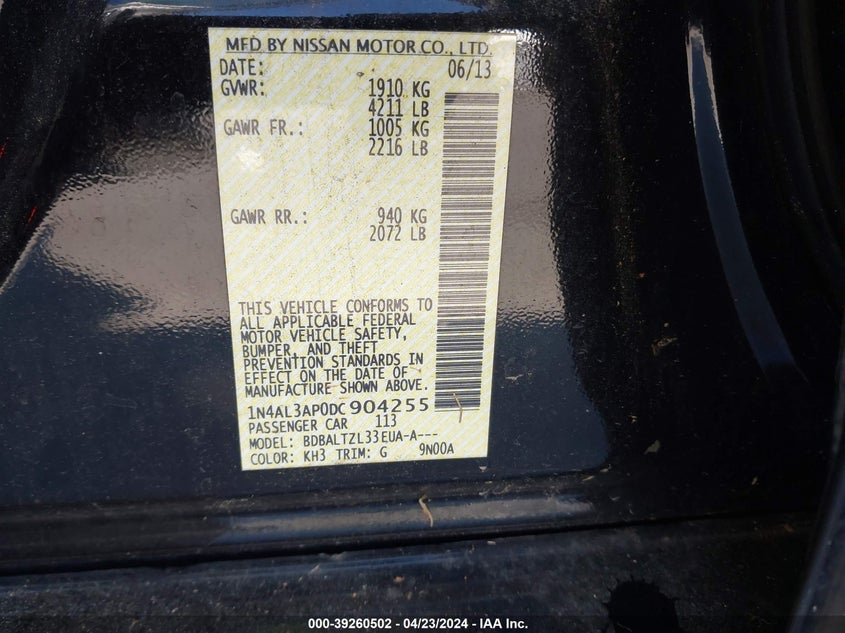 MFD BY NISSAN MOTOR CO., LTD.
DATE: 06/13
GVWR: 1910 KG
4211 LB
GAWR FR.: 1005 KG
2216 LB
GAWR RR.: 940 KG
2072 LB
THIS VEHICLE CONFORMS TO
ALL APPLICABLE FEDERAL
MOTOR VEHICLE SAFETY,
BUMPER, AND THEFT
PREVENTION STANDARDS IN
EFFECT ON THE DATE OF
MANUFACTURE SHOWN ABOVE.
1N4AL3AP0DC904255
PASSENGER CAR 113
MODEL: BDBALTZL33EUA-A---
COLOR: KH3 TRIM: G 9N00A
000-39260502 - 04/23/2024 - IAA Inc.